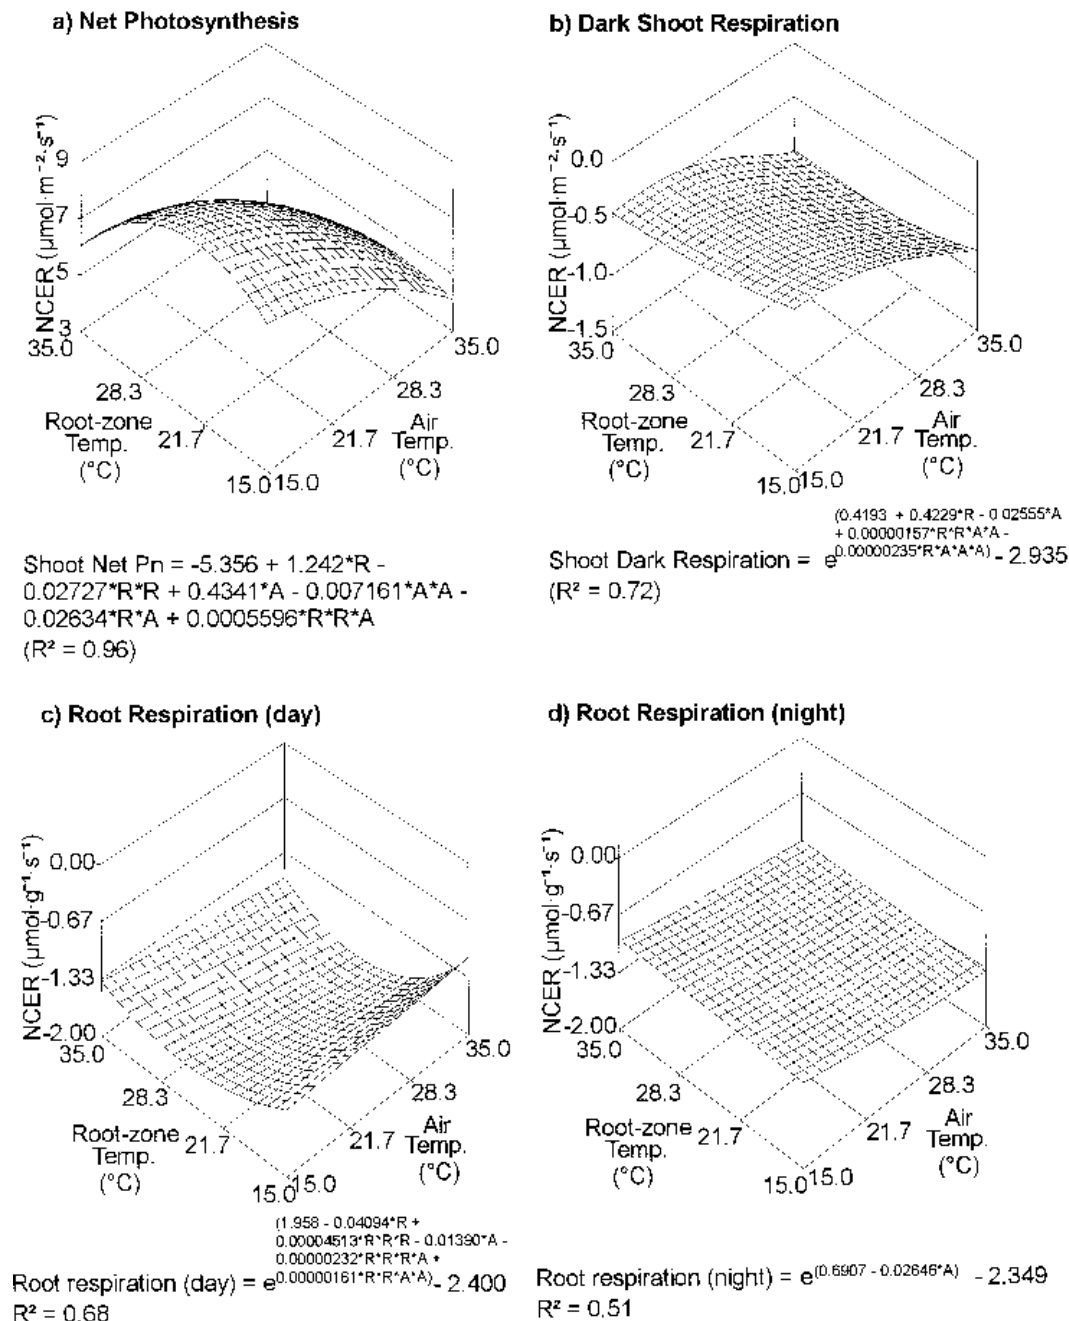 a) Net Photosynthesis
NCER (µmol·m⁻²·s⁻¹)
9
7
5
3
35.0
28.3
21.7
15.0
Root-zone
Temp.
(°C)
15.0
21.7
28.3
35.0
Air
Temp.
(°C)
Shoot Net Pn = -5.356 + 1.242*R -
0.02727*R*R + 0.4341*A - 0.007161*A*A -
0.02634*R*A + 0.0005596*R*R*A
(R² = 0.96)
b) Dark Shoot Respiration
NCER (µmol·m⁻²·s⁻¹)
0.0
-0.5
-1.0
-1.5
35.0
28.3
21.7
15.0
Root-zone
Temp.
(°C)
15.0
21.7
28.3
35.0
Air
Temp.
(°C)
(0.4193 + 0.4229*R - 0.02555*A
+ 0.00000157*R*R*A*A -
0.00000235*R*A*A*A)
Shoot Dark Respiration = e - 2.935
(R² = 0.72)
c) Root Respiration (day)
NCER (µmol·g⁻¹·s⁻¹)
0.00
-0.67
-1.33
-2.00
35.0
28.3
21.7
15.0
Root-zone
Temp.
(°C)
15.0
21.7
28.3
35.0
Air
Temp.
(°C)
(1.958 - 0.04094*R +
0.00004513*R*R*R - 0.01390*A -
0.00000232*R*R*R*A +
0.00000161*R*R*A*A)
Root respiration (day) = e - 2.400
R² = 0.68
d) Root Respiration (night)
NCER (µmol·g⁻¹·s⁻¹)
0.00
-0.67
-1.33
-2.00
35.0
28.3
21.7
15.0
Root-zone
Temp.
(°C)
15.0
21.7
28.3
35.0
Air
Temp.
(°C)
Root respiration (night) = e(0.6907 - 0.02646*A) - 2.349
R² = 0.51